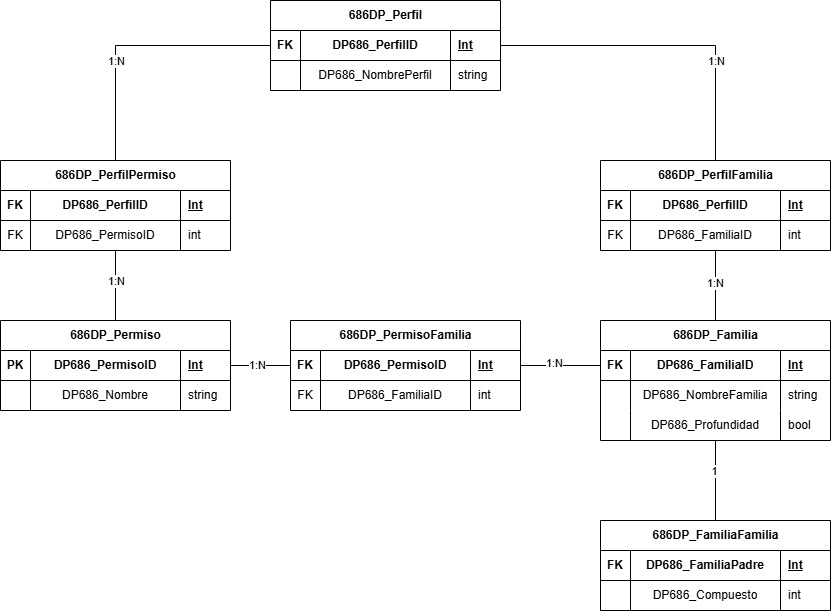 686DP_Perfil
FK DP686_PerfilID Int
DP686_NombrePerfil string
1:N
1:N
686DP_PerfilPermiso
FK DP686_PerfilID Int
FK DP686_PermisoID int
686DP_PerfilFamilia
FK DP686_PerfilID Int
FK DP686_FamiliaID int
1:N
1:N
686DP_Permiso
PK DP686_PermisoID Int
DP686_Nombre string
1:N
686DP_PermisoFamilia
FK DP686_PermisoID Int
FK DP686_FamiliaID int
1:N
686DP_Familia
FK DP686_FamiliaID Int
DP686_NombreFamilia string
DP686_Profundidad bool
1
686DP_FamiliaFamilia
FK DP686_FamiliaPadre Int
DP686_Compuesto int